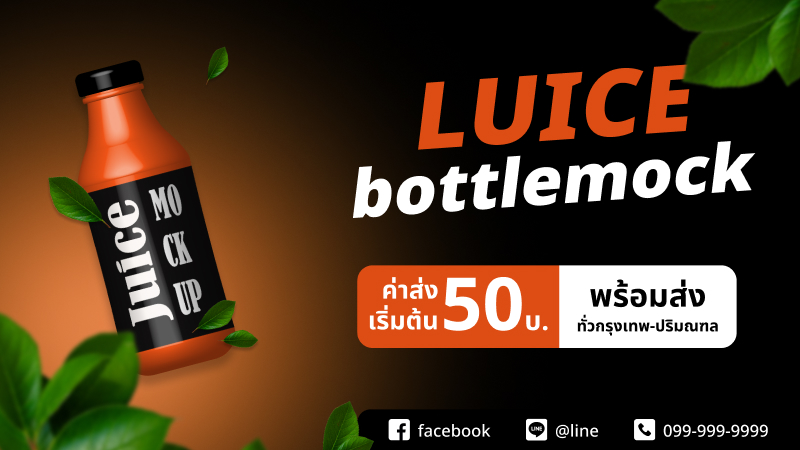 LUICE
bottlemock
Juice
MO
CK
UP
ค่าส่ง
เริ่มต้น 50 บ.
พร้อมส่ง
ทั่วกรุงเทพ-ปริมณฑล
facebook
LINE @line
099-999-9999